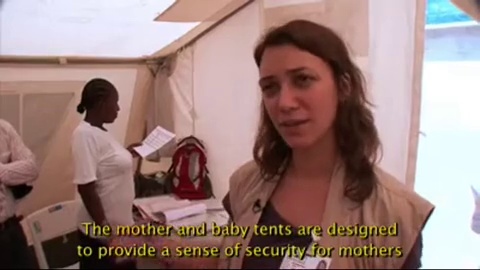 The mother and baby tents are designed
to provide a sense of security for mothers